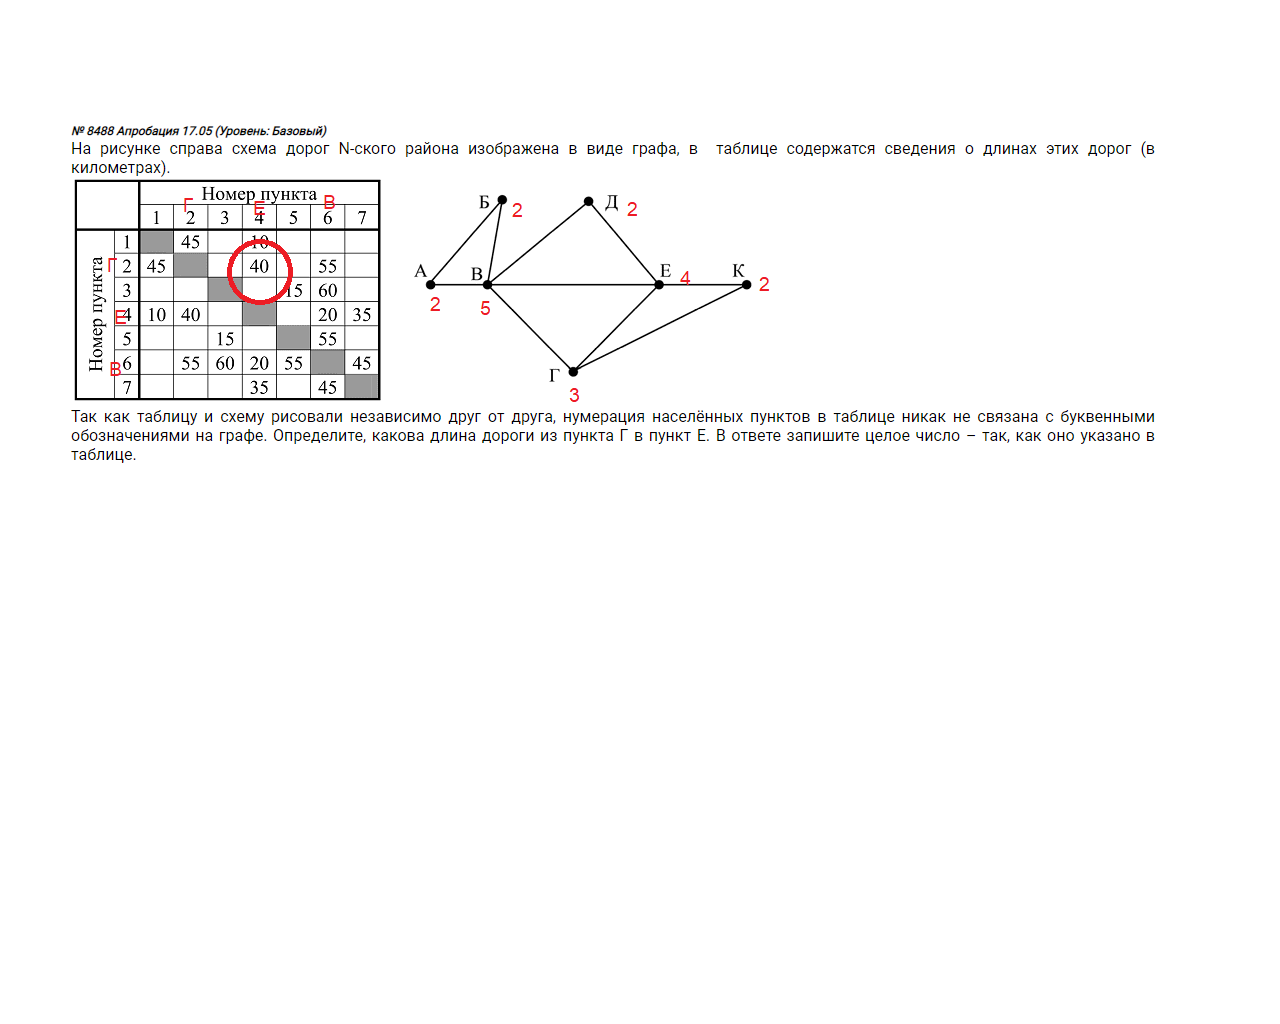 № 8488 Апробация 17.05 (Уровень: Базовый)
На рисунке справа схема дорог N-ского района изображена в виде графа, в таблице содержатся сведения о длинах этих дорог (в
километрах).
Номер пункта
Г Е В
1 2 3 4 5 6 7
Номер пункта
1 45 10
Г 2 45 40 55
3 15 60
Е 4 10 40 20 35
5 15 55
В 6 55 60 20 55 45
7 35 45
Б 2 Д 2
А В Е 4 К 2
2 5
Г
3
Так как таблицу и схему рисовали независимо друг от друга, нумерация населённых пунктов в таблице никак не связана с буквенными
обозначениями на графе. Определите, какова длина дороги из пункта Г в пункт Е. В ответе запишите целое число – так, как оно указано в
таблице.